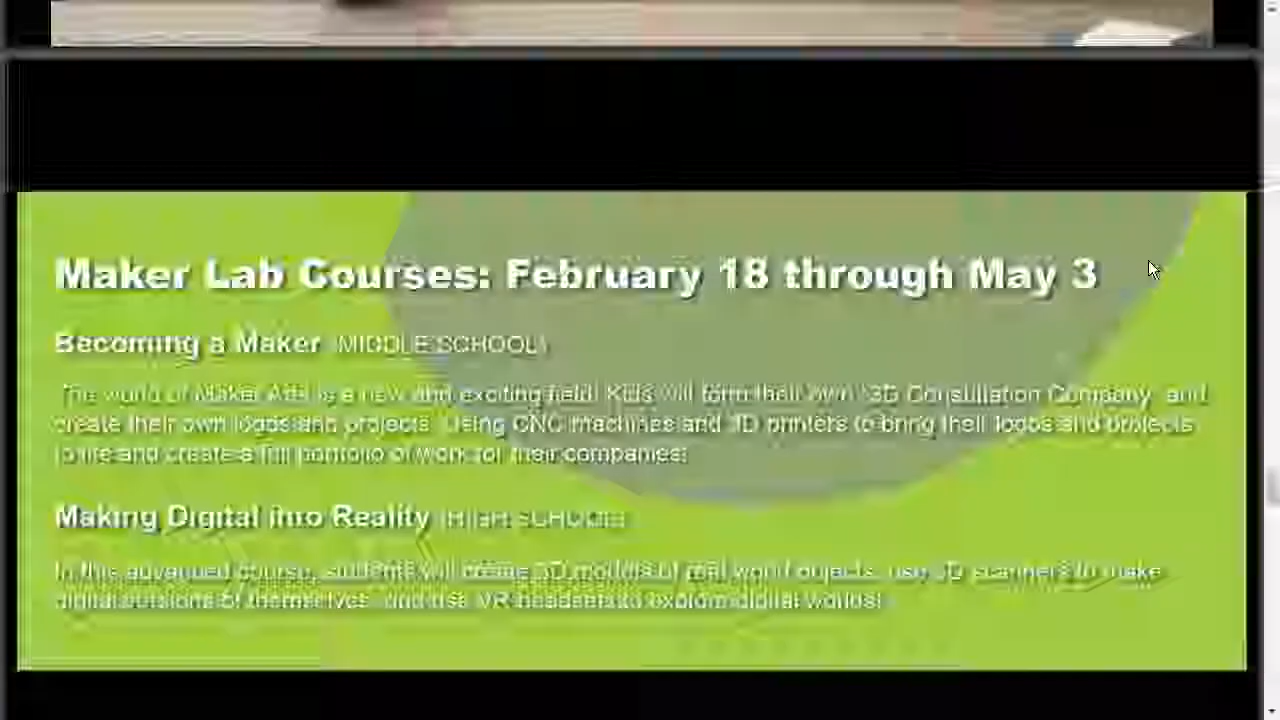 Maker Lab Courses: February 18 through May 3
Becoming a Maker (MIDDLE SCHOOL)
The world of Maker Arts is a new and exciting field! Kids will form their own "3D Consultation Company" and
create their own logos and projects. Using CNC machines and 3D printers to bring their logos and projects
to life and create a full portfolio of work for their companies!
Making Digital into Reality (HIGH SCHOOL)
In this advanced course, students will create 3D models of real world objects, use 3D scanners to make
digital versions of themselves, and use VR headsets to explore digital worlds!